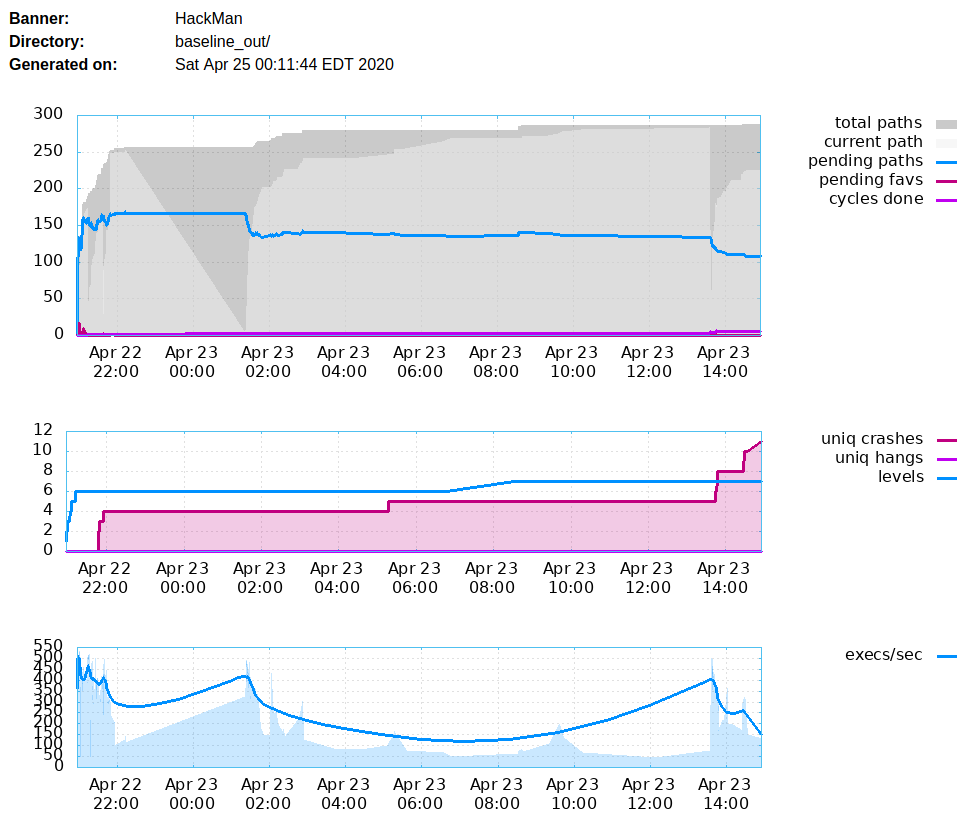 Banner: HackMan
Directory: baseline_out/
Generated on: Sat Apr 25 00:11:44 EDT 2020
300
250
200
150
100
50
0
Apr 22 Apr 23 Apr 23 Apr 23 Apr 23 Apr 23 Apr 23 Apr 23 Apr 23
22:00 00:00 02:00 04:00 06:00 08:00 10:00 12:00 14:00
total paths
current path
pending paths
pending favs
cycles done
12
10
8
6
4
2
0
Apr 22 Apr 23 Apr 23 Apr 23 Apr 23 Apr 23 Apr 23 Apr 23 Apr 23
22:00 00:00 02:00 04:00 06:00 08:00 10:00 12:00 14:00
uniq crashes
uniq hangs
levels
550
500
450
400
350
300
250
200
150
100
50
0
Apr 22 Apr 23 Apr 23 Apr 23 Apr 23 Apr 23 Apr 23 Apr 23 Apr 23
22:00 00:00 02:00 04:00 06:00 08:00 10:00 12:00 14:00
execs/sec